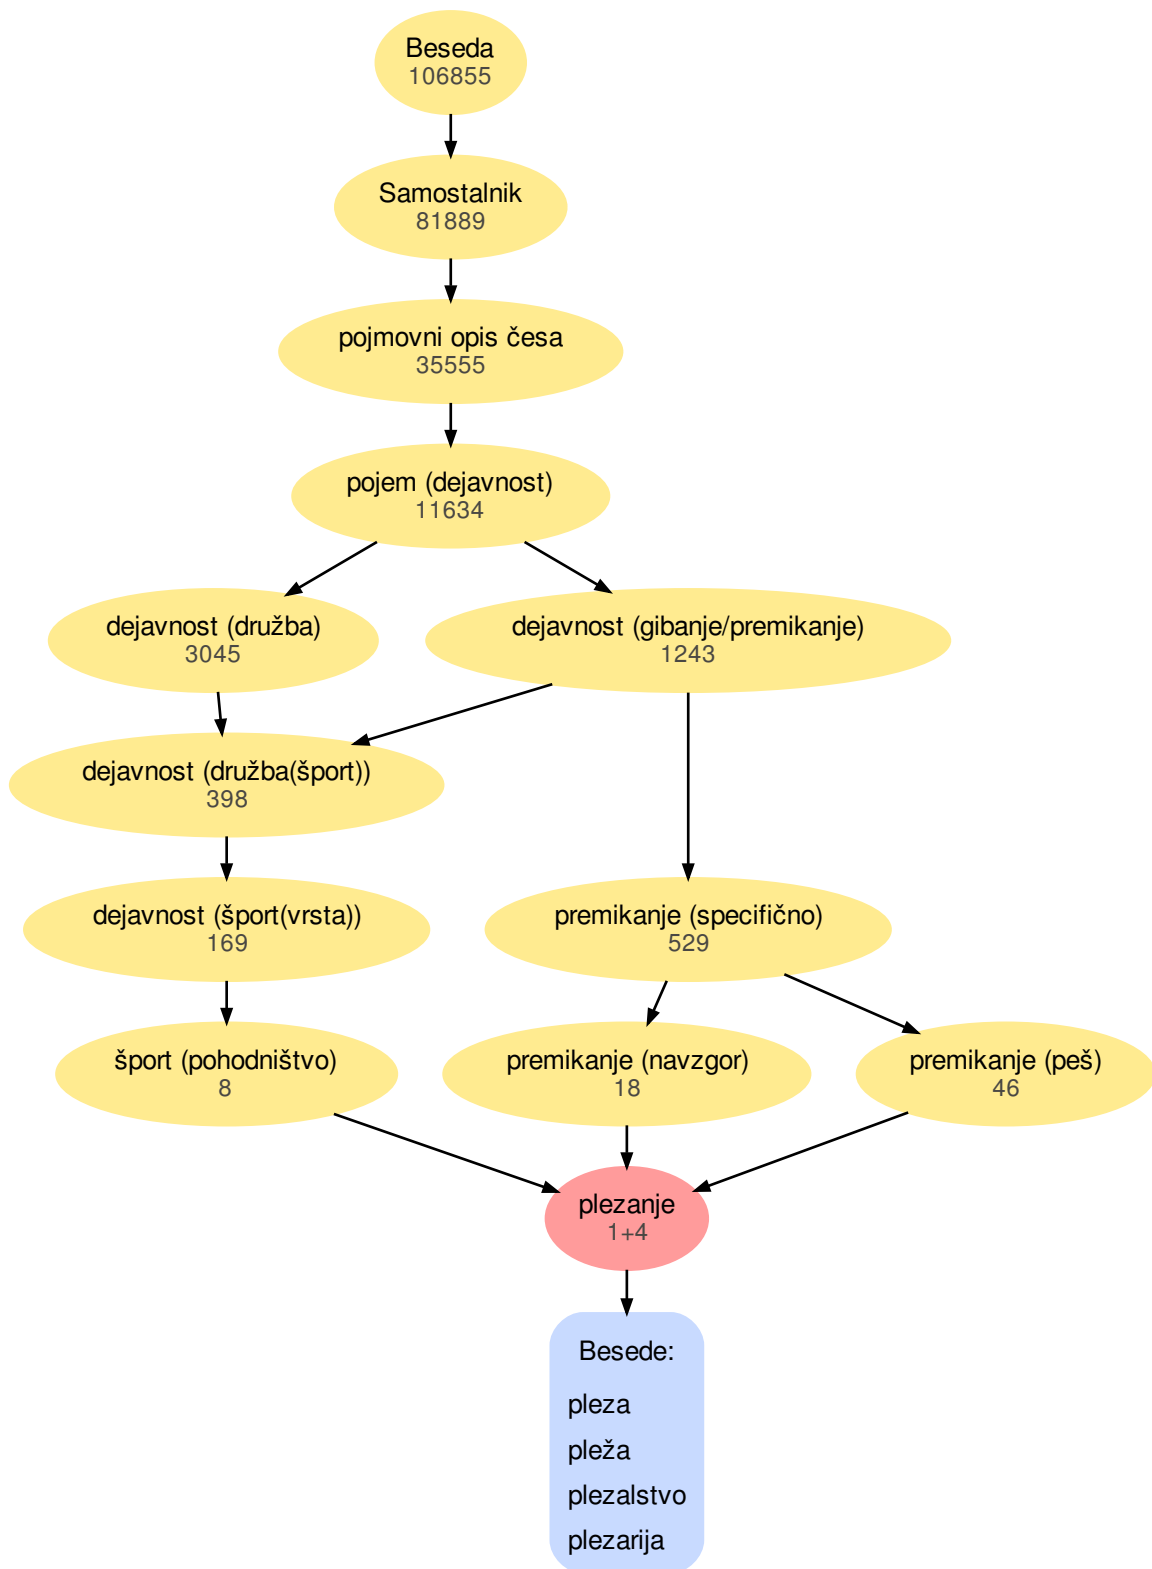 Beseda
106855
Samostalnik
81889
pojmovni opis česa
35555
pojem (dejavnost)
11634
dejavnost (družba)
3045
dejavnost (gibanje/premikanje)
1243
dejavnost (družba(šport))
398
dejavnost (šport(vrsta))
169
premikanje (specifično)
529
šport (pohodništvo)
8
premikanje (navzgor)
18
premikanje (peš)
46
plezanje
1+4
Besede:
pleza
pleža
plezalstvo
plezarija